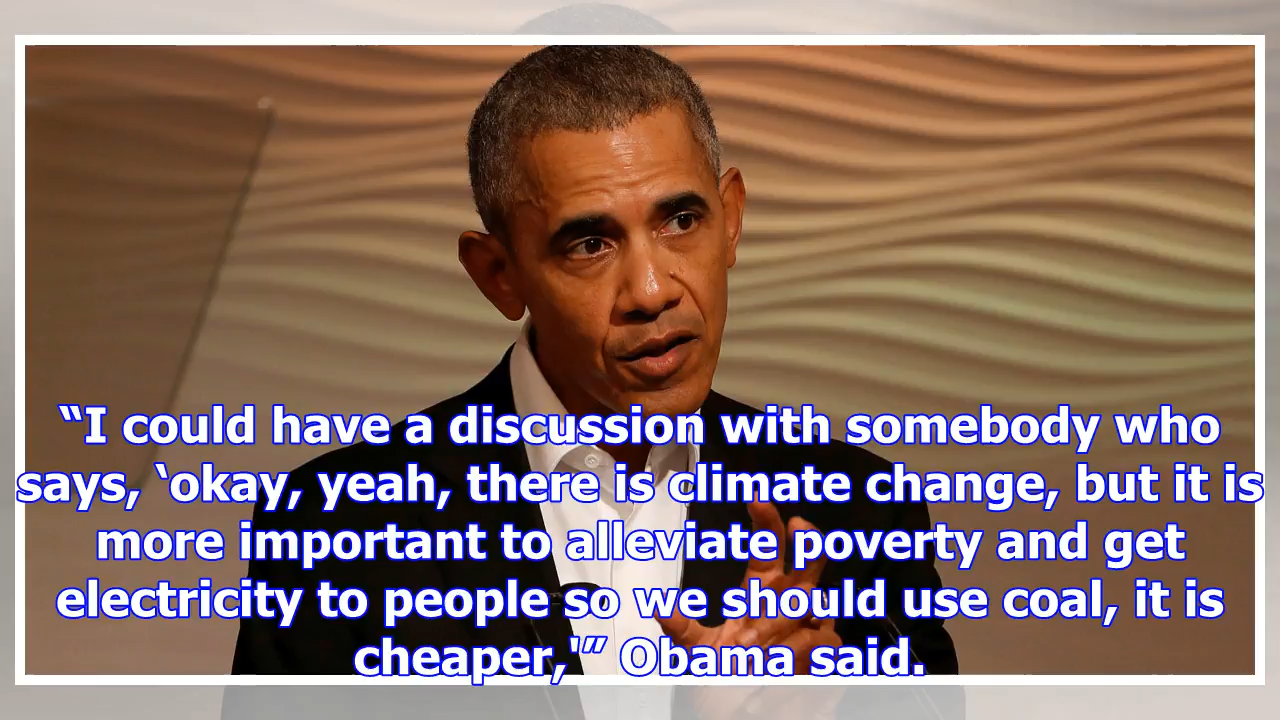 “I could have a discussion with somebody who
says, ‘okay, yeah, there is climate change, but it is
more important to alleviate poverty and get
electricity to people so we should use coal, it is
cheaper,'” Obama said.